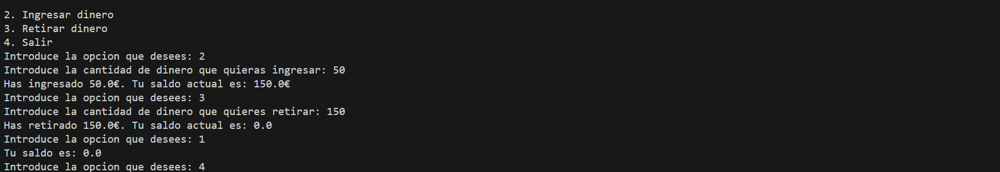 2. Ingresar dinero
3. Retirar dinero
4. Salir
Introduce la opcion que desees: 2
Introduce la cantidad de dinero que quieras ingresar: 50
Has ingresado 50.0€. Tu saldo actual es: 150.0€
Introduce la opcion que desees: 3
Introduce la cantidad de dinero que quieres retirar: 150
Has retirado 150.0€. Tu saldo actual es: 0.0
Introduce la opcion que desees: 1
Tu saldo es: 0.0
Introduce la opcion que desees: 4